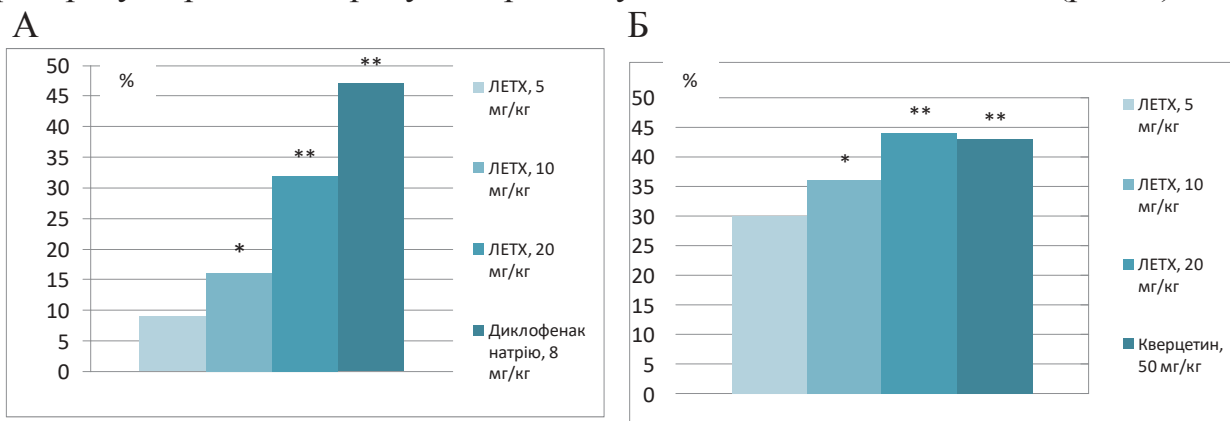 А
50
45
40
35
30
25
20
15
10
5
0
%
*
**
**
ЛЕТХ, 5
мг/кг
ЛЕТХ, 10
мг/кг
ЛЕТХ, 20
мг/кг
Диклофенак
натрію, 8
мг/кг
Б
50
45
40
35
30
25
20
15
10
5
0
%
*
**
**
ЛЕТХ, 5
мг/кг
ЛЕТХ, 10
мг/кг
ЛЕТХ, 20
мг/кг
Кверцетин,
50 мг/кг